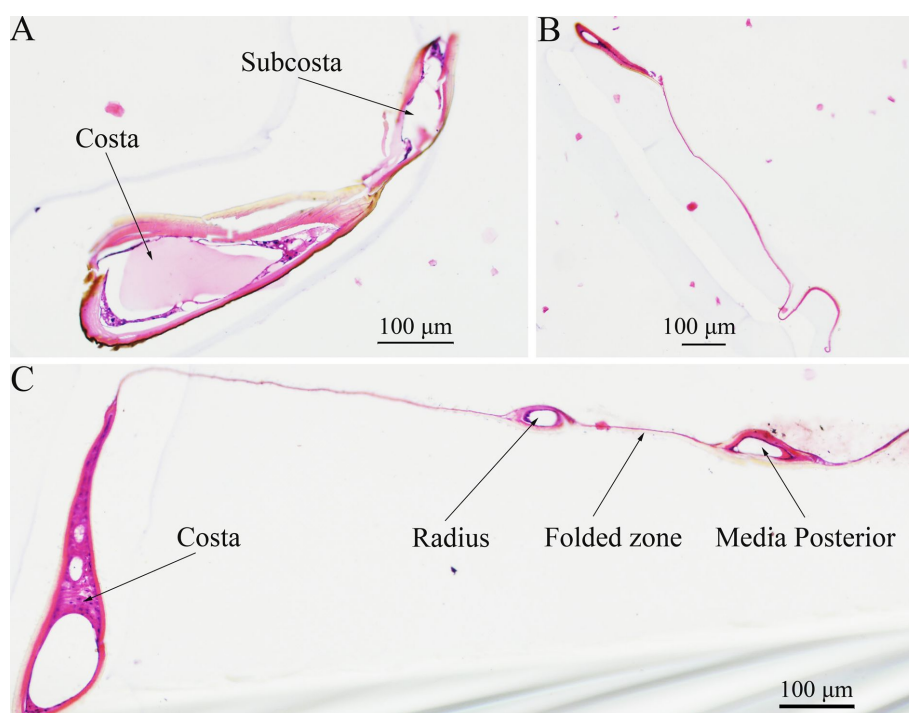 A
Subcosta
Costa
100 μm
B
100 μm
C
Costa
Radius
Folded zone
Media Posterior
100 μm